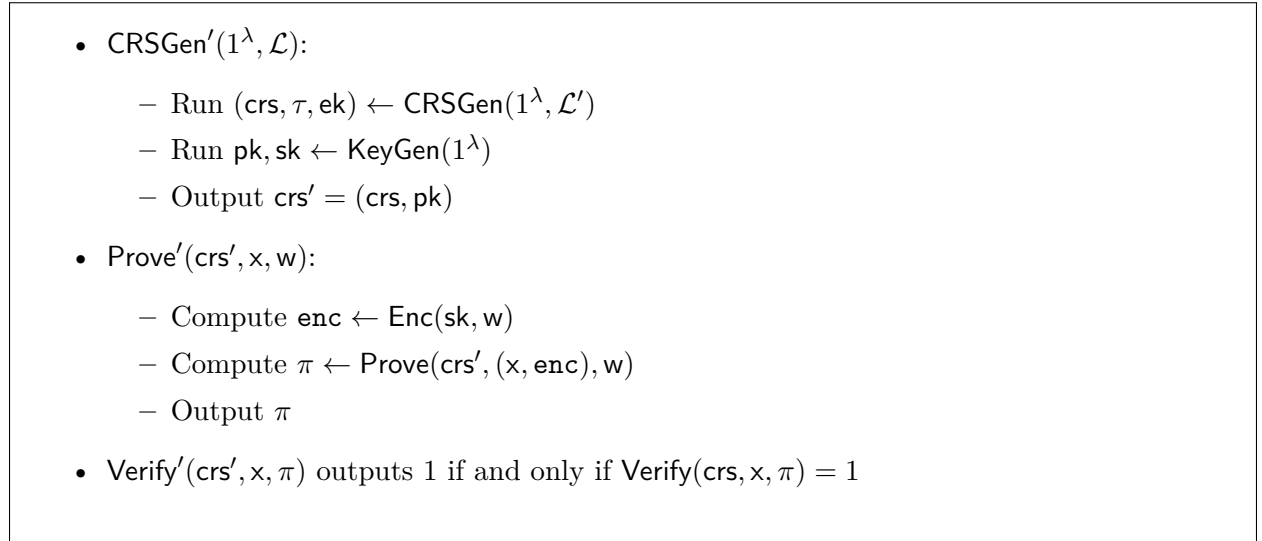 • CRSGen′(1^λ, ℒ):
– Run (crs, τ, ek) ← CRSGen(1^λ, ℒ′)
– Run pk, sk ← KeyGen(1^λ)
– Output crs′ = (crs, pk)
• Prove′(crs′, x, w):
– Compute enc ← Enc(sk, w)
– Compute π ← Prove(crs′, (x, enc), w)
– Output π
• Verify′(crs′, x, π) outputs 1 if and only if Verify(crs, x, π) = 1